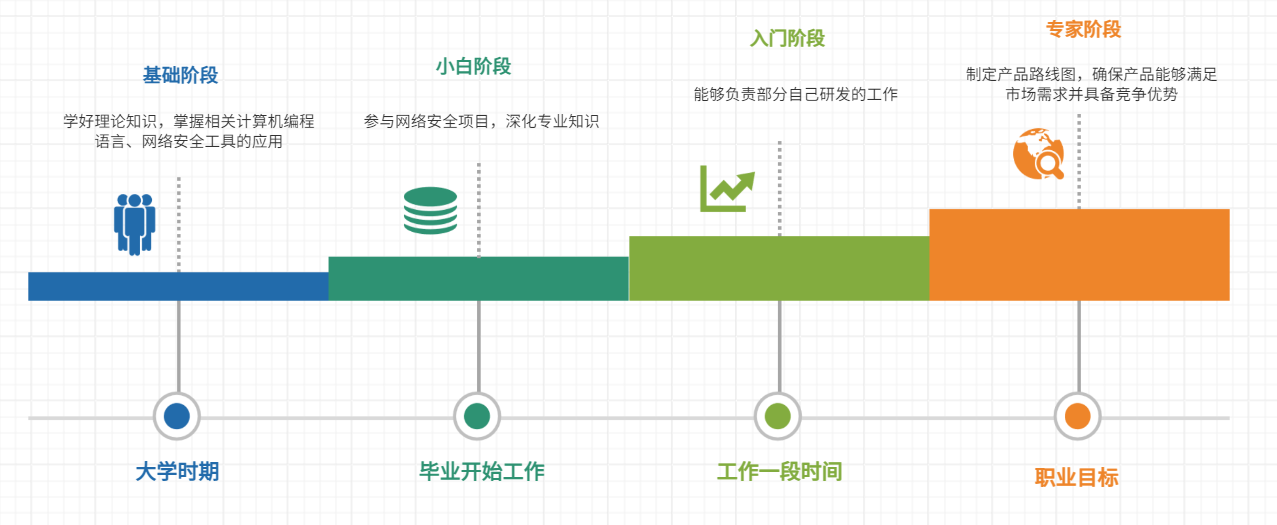 基础阶段
学好理论知识，掌握相关计算机编程
语言、网络安全工具的应用
小白阶段
参与网络安全项目，深化专业知识
入门阶段
能够负责部分自己研发的工作
专家阶段
制定产品路线图，确保产品能够满足
市场需求并具备竞争优势
大学时期
毕业开始工作
工作一段时间
职业目标